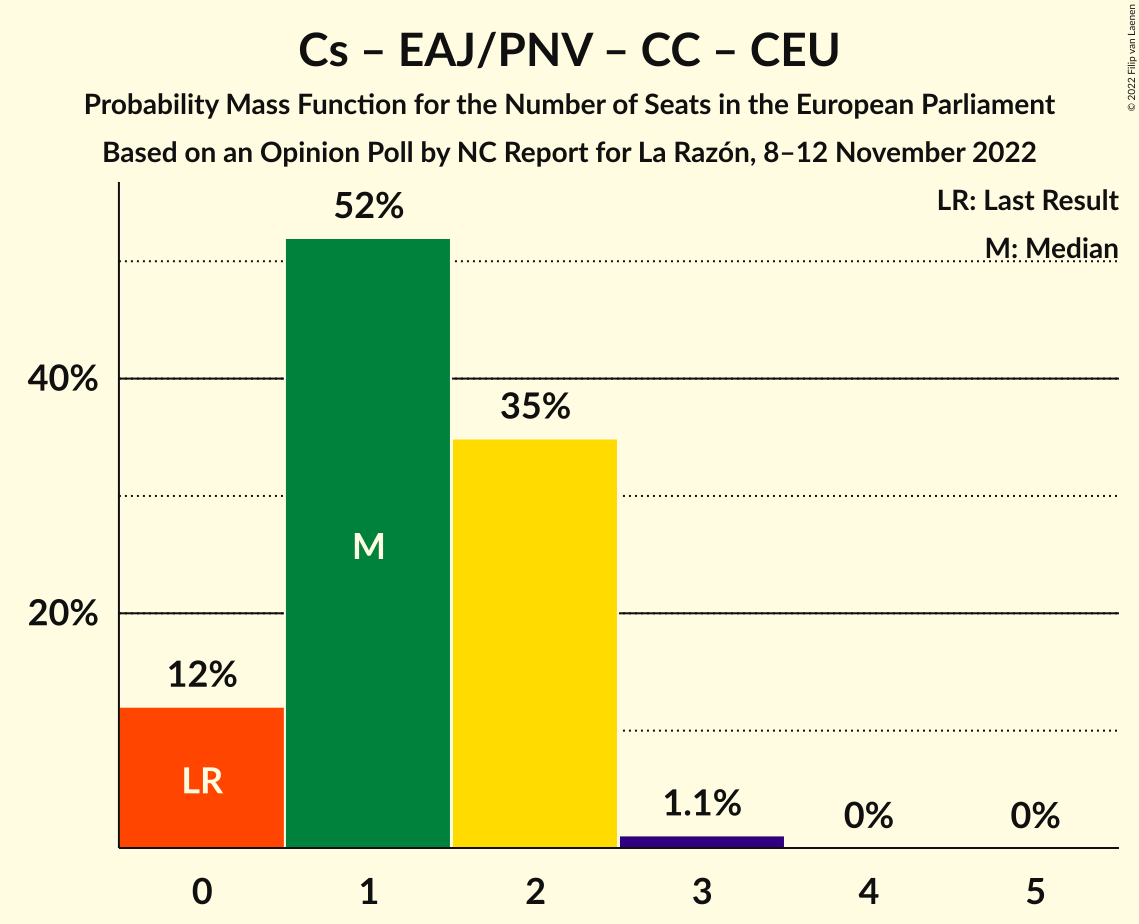 Cs – EAJ/PNV – CC – CEU
Probability Mass Function for the Number of Seats in the European Parliament
Based on an Opinion Poll by NC Report for La Razón, 8–12 November 2022
© 2022 Filip van Laenen
LR: Last Result
M: Median
52%
40%
35%
M
20%
12%
LR
1.1%
0%
0%
0 1 2 3 4 5